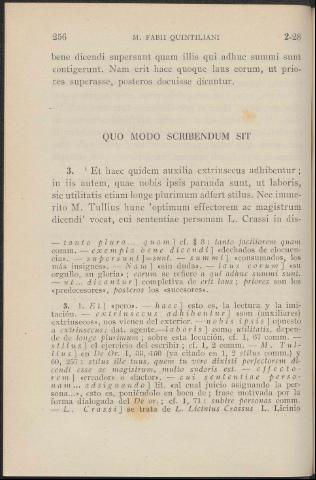 256 M. FABII QUINTILIANI 2-28
bene dicendi supersunt quam illis qui adhuc summi sunt
contigerunt. Nam erit haec quoque laus eorum, ut prio-
res superasse, posteros docuisse dicantur.
QUO MODO SCRIBENDUM SIT
3. ¹ Et haec quidem auxilia extrinsecus adhibentur;
in iis autem, quae nobis ipsis paranda sunt, ut laboris,
sic utilitatis etiam longe plurimum adfert stilus. Nec imme-
rito M. Tullius hunc 'optimum effectorem ac magistrum
dicendi' vocat, cui sententiae personam L. Crassi in dis-
— tanto plura... quam] cf. § 8: tanto faciliorem quam
comm. — exempla bene dicendi] «dechados de elocuen-
cia». — supersunt]=sunt. — summi] «consumados, los
más insignes». — Nam] «sin duda». — laus eorum] «su
orgullo, su gloria»; eorum se refiere a qui adhuc summi sunt.
— ut... dicantur] completiva de erit laus; priores son los
«predecesores», posteros los «sucesores».
3. 1. Et] «pero». — haec] esto es, la lectura y la imi-
tación. — extrinsecus adhibentur] «son (auxiliares)
extrínsecos», nos vienen del exterior. — nobis ipsis] opuesto
a extrinsecus; dat. agente.—laboris] como utilitatis, depen-
de de longe plurimum; sobre esta locución, cf. 1, 67 comm. —
stilus] el ejercicio del escribir; cf. 1, 2 comm. — M. Tul-
lius] en De Or. 1, 33, 150 (ya citado en 1, 2 stilus comm.) y
60, 257: stilus ille tuus, quem tu vere dixisti perfectorem di-
cendi esse ac magistrum, multo sudoris est. — effecto-
rem] «creador» o «factor». — cui sententiae perso-
nam... adsignando] lit. «al cual juicio asignando la per-
sona...», esto es, poniéndolo en boca de; frase motivada por la
forma dialogada del De or.; cf. 1, 71: subire personas comm.
— L. Crassi] se trata de L. Licinius Crassus L. Licinio